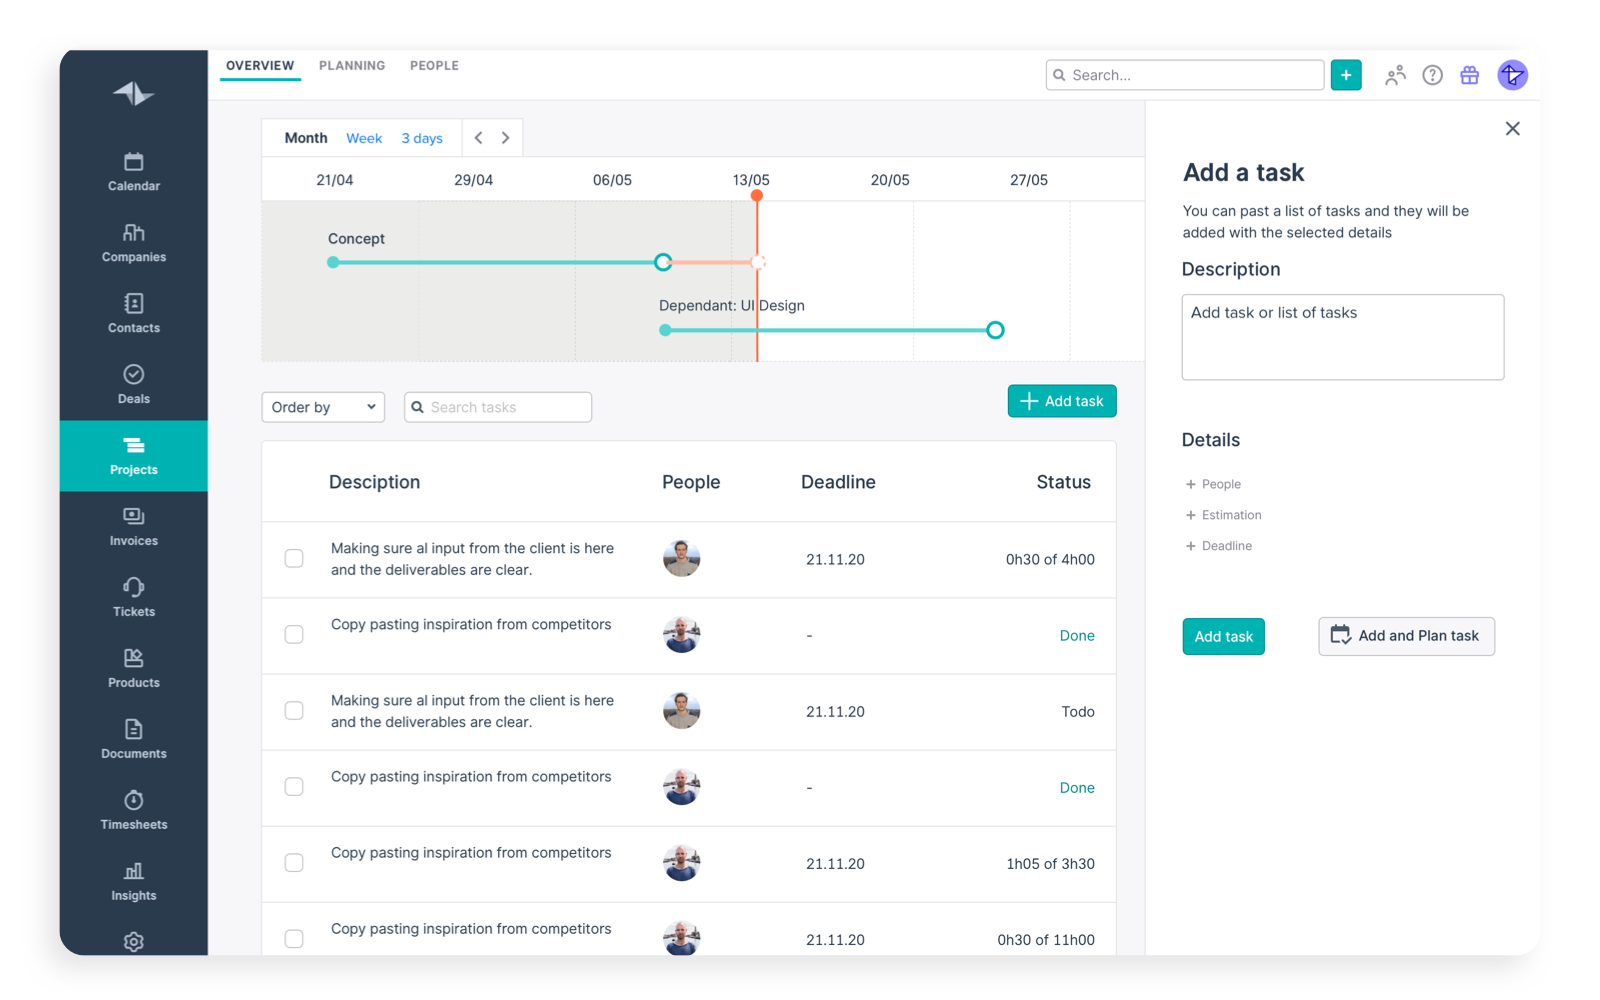 OVERVIEW PLANNING PEOPLE
Search...
Calendar
Companies
Contacts
Deals
Projects
Invoices
Tickets
Products
Documents
Timesheets
Insights
Month Week 3 days
21/04 29/04 06/05 13/05 20/05 27/05
Concept
Dependant: UI Design
Order by
Search tasks
Add task
Desciption People Deadline Status
Making sure al input from the client is here
and the deliverables are clear.
21.11.20
0h30 of 4h00
Copy pasting inspiration from competitors
-
Done
Making sure al input from the client is here
and the deliverables are clear.
21.11.20
Todo
Copy pasting inspiration from competitors
-
Done
Copy pasting inspiration from competitors
21.11.20
1h05 of 3h30
Copy pasting inspiration from competitors
21.11.20
0h30 of 11h00
Add a task
You can past a list of tasks and they will be
added with the selected details
Description
Add task or list of tasks
Details
+ People
+ Estimation
+ Deadline
Add task
Add and Plan task